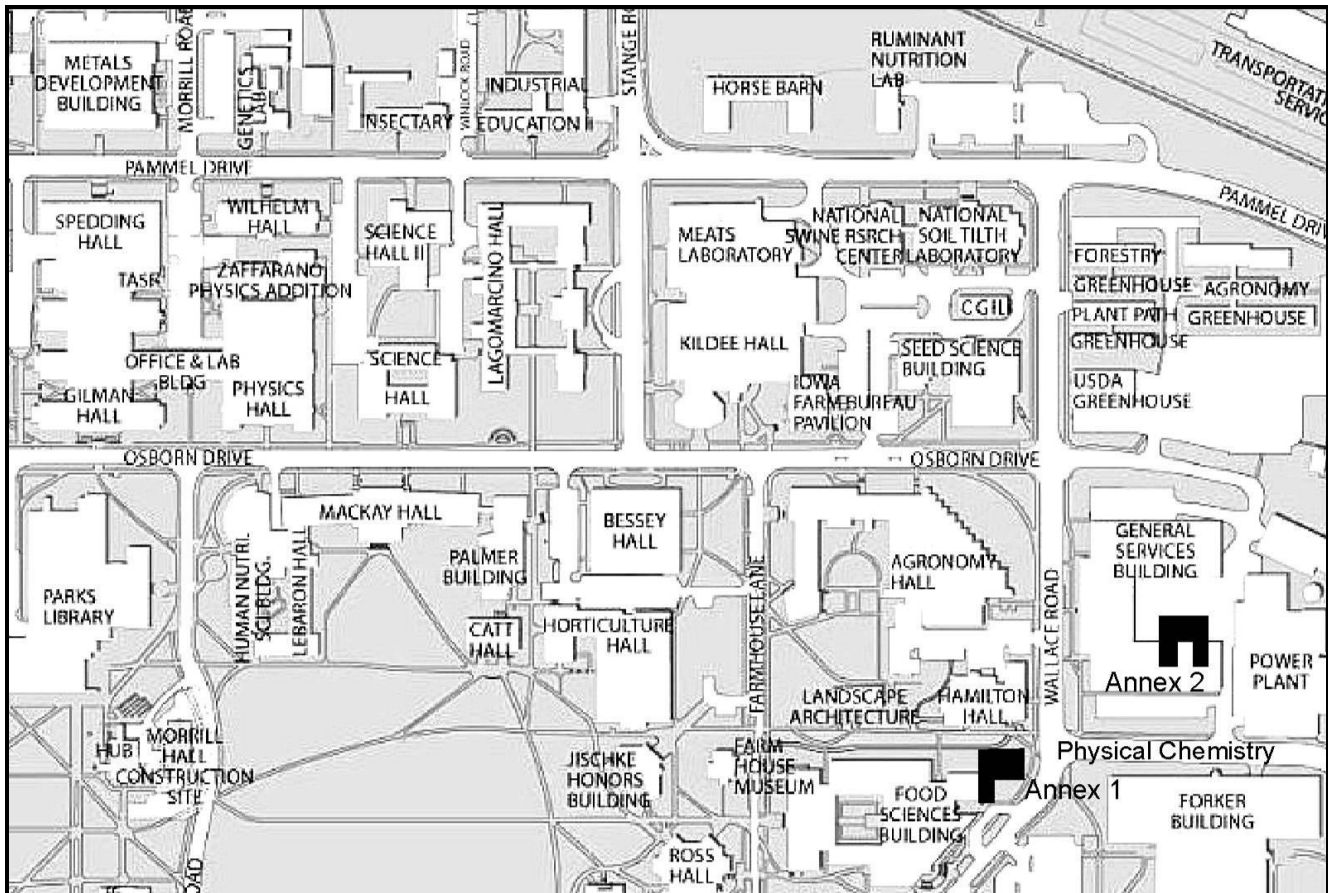 METALS
DEVELOPMENT
BUILDING
MORRILL ROAD
GENETICS
LAB
INSECTARY
WINLOCK ROAD
INDUSTRIAL
EDUCATION
STANGE
HORSE BARN
RUMINANT
NUTRITION
LAB
TRANSPORTAT
SERVIC
PAMMEL DRIVE
PAMMEL DRIV
SPEDDING
HALL
TASF
WILHELM
HALL
ZAFFARANO
PHYSICS ADDITION
SCIENCE
HALL II
LAGOMARCINO HALL
MEATS
LABORATORY
NATIONAL
SWINE RSRCH
CENTER
NATIONAL
SOIL TILTH
LABORATORY
FORESTRY
GREENHOUSE
AGRONOMY
GREENHOUSE
CGIL
PLANT PATH
GREENHOUSE
OFFICE & LAB
BLDG
GILMAN
HALL
PHYSICS
HALL
SCIENCE
HALL
KILDEE HALL
IOWA
FARM BUREAU
PAVILION
SEED SCIENCE
BUILDING
USDA
GREENHOUSE
OSBORN DRIVE
OSBORN DRIVE
PARKS
LIBRARY
HUMAN NUTRI.
SCI BLDG.
LEBARON HALL
MACKAY HALL
PALMER
BUILDING
CATT
HALL
BESSEY
HALL
HORTICULTURE
HALL
FARMHOUSE LANE
AGRONOMY
HALL
WALLACE ROAD
GENERAL
SERVICES
BUILDING
Annex 2
POWER
PLANT
LANDSCAPE
ARCHITECTURE
HAMILTON
HALL
HUB
MORRILL
HALL
CONSTRUCTION
SITE
JISCHKE
HONORS
BUILDING
FARM
HOUSE
MUSEUM
Physical Chemistry
Annex 1
FOOD
SCIENCES
BUILDING
FORKER
BUILDING
ROSS
HALL
OAD